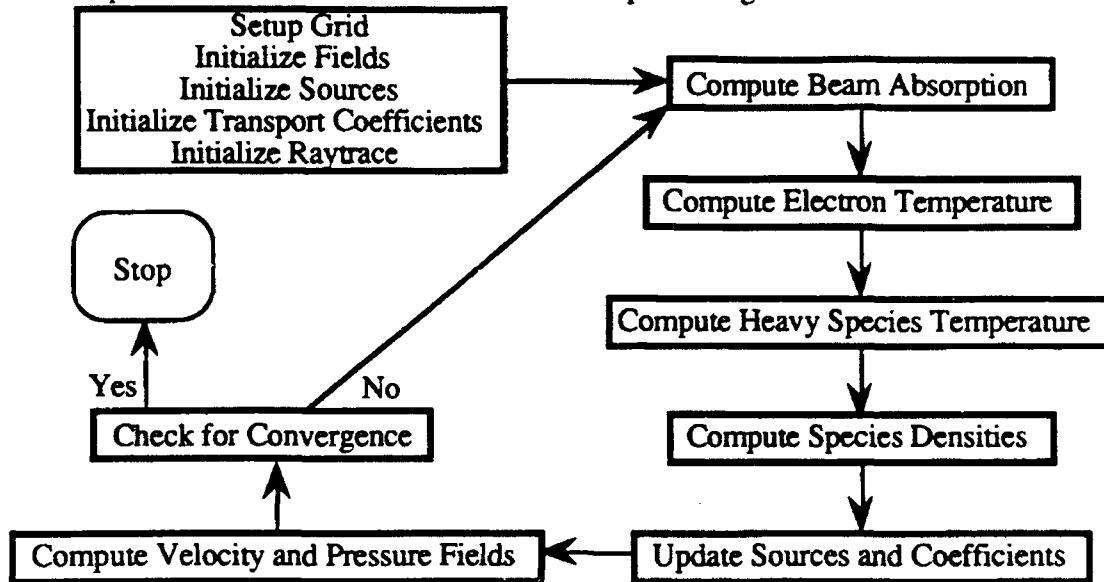 Setup Grid
Initialize Fields
Initialize Sources
Initialize Transport Coefficients
Initialize Raytrace
Compute Beam Absorption
Compute Electron Temperature
Compute Heavy Species Temperature
Compute Species Densities
Update Sources and Coefficients
Compute Velocity and Pressure Fields
Check for Convergence
Yes
No
Stop